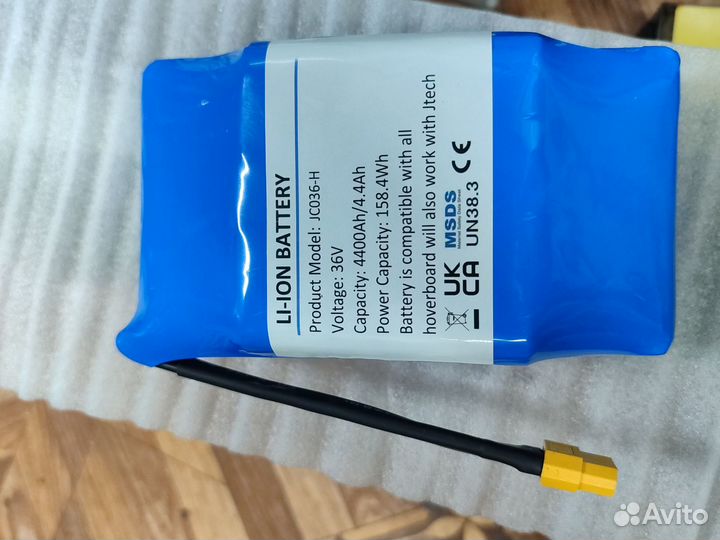 LI-ION BATTERY
Product Model: JC036-H
Voltage: 36V
Capacity: 4400Ah/4.4Ah
Power Capacity: 158.4Wh
Battery is compatible with all
hoverboard will also work with Jtech
UK
CA
MSDS
UN38.3
CE
Avito